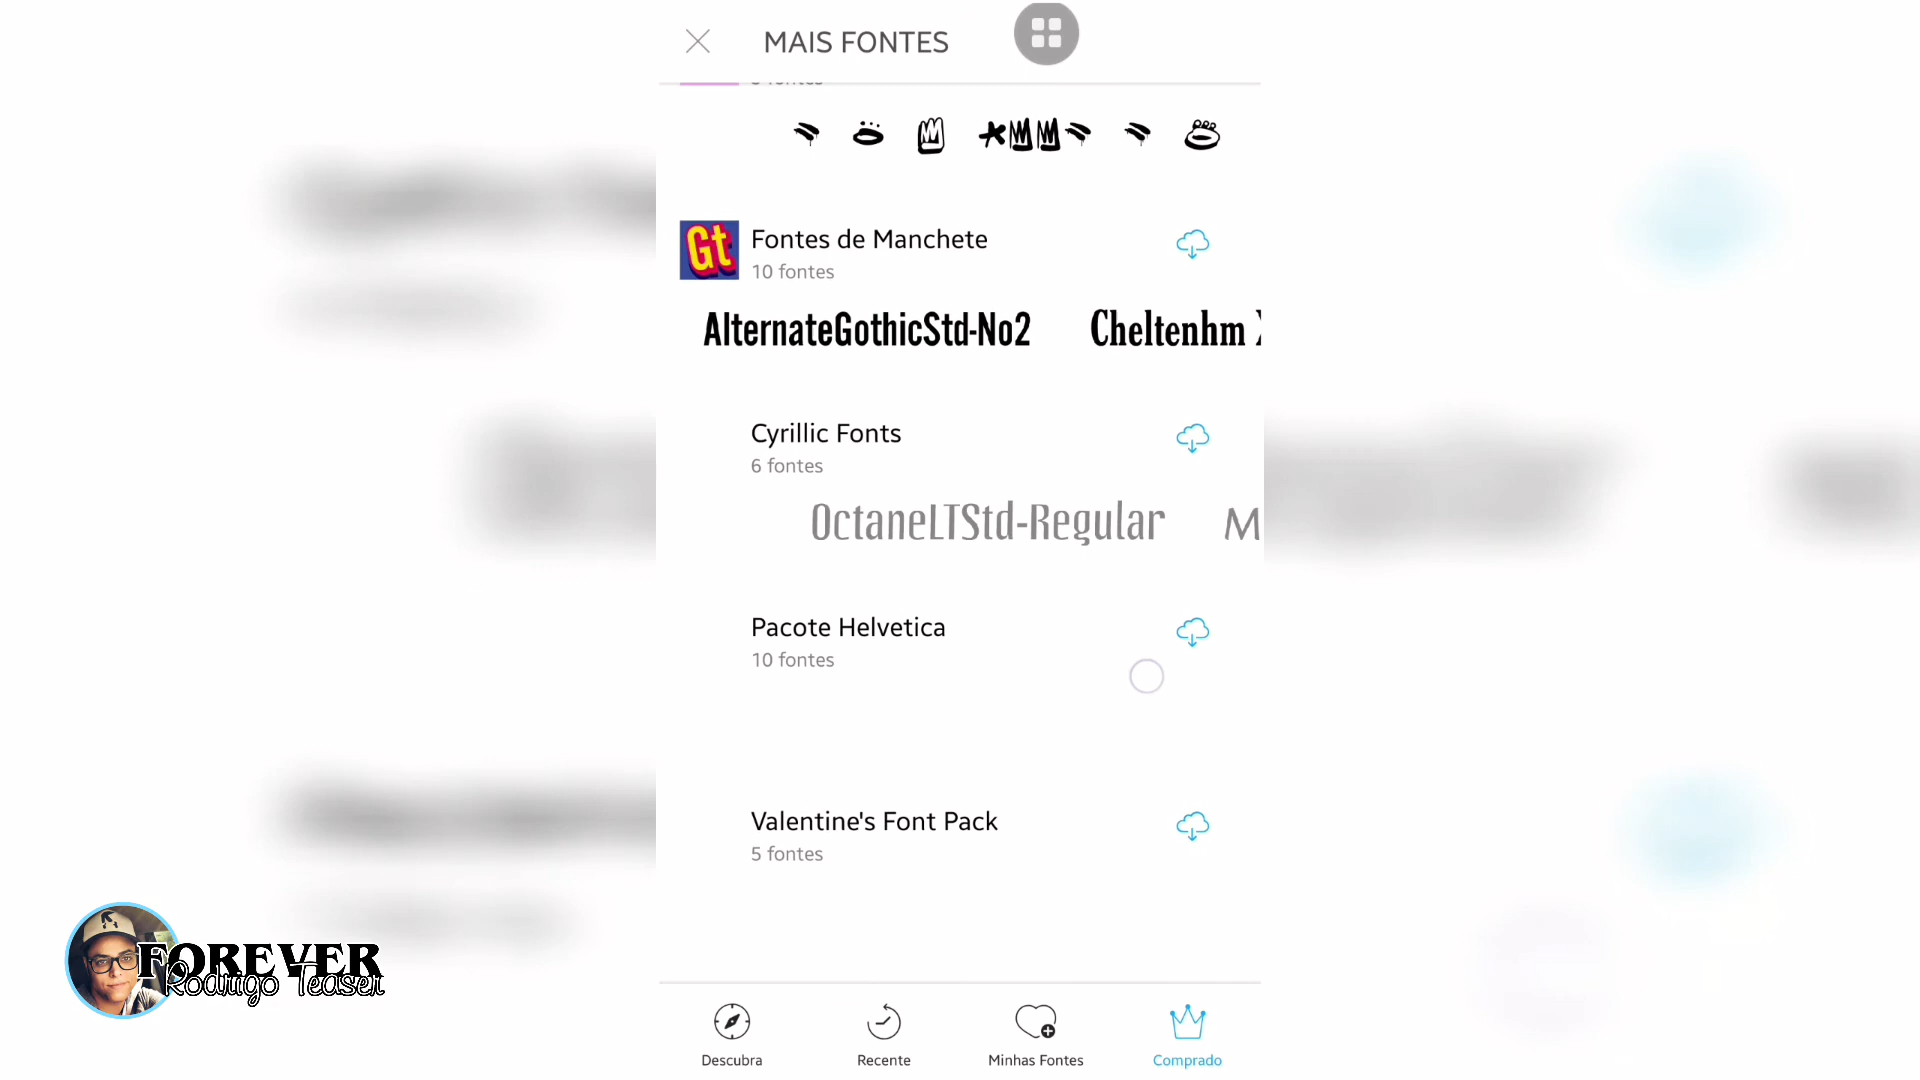 MAIS FONTES
Gt
Fontes de Manchete
10 fontes
AlternateGothicStd-No2 Cheltenhm
Cyrillic Fonts
6 fontes
OctaneLTStd-Regular M
Pacote Helvetica
10 fontes
Valentine's Font Pack
5 fontes
FOREVER
Rodrigo Teaser
Descubra Recente Minhas Fontes Comprado